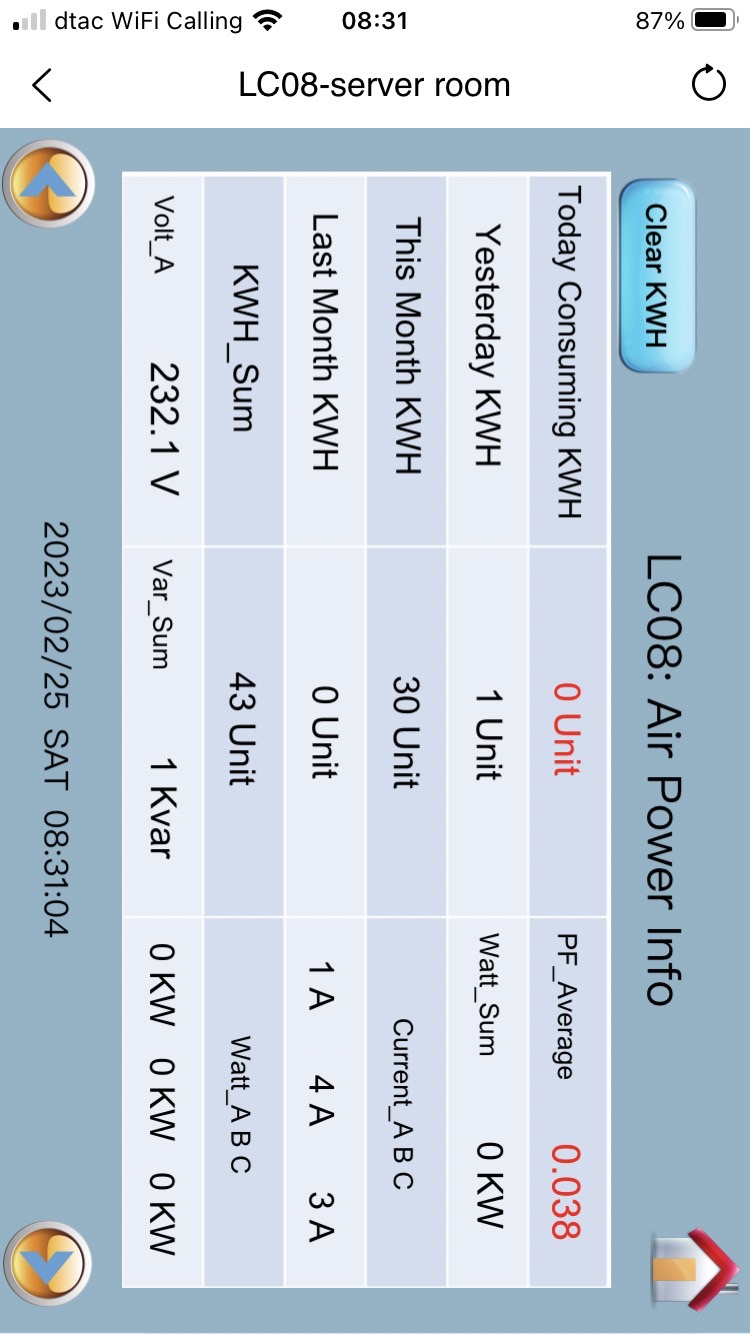 dtac WiFi Calling 08:31 87%
LC08-server room
Clear KWH
LC08: Air Power Info
Today Consuming KWH 0 Unit PF_Average 0.038
Yesterday KWH 1 Unit Watt_Sum 0 KW
This Month KWH 30 Unit Current_A B C
Last Month KWH 0 Unit 1 A 4 A 3 A
KWH_Sum 43 Unit Watt_A B C
Volt_A 232.1 V Var_Sum 1 Kvar 0 KW 0 KW 0 KW
2023/02/25 SAT 08:31:04